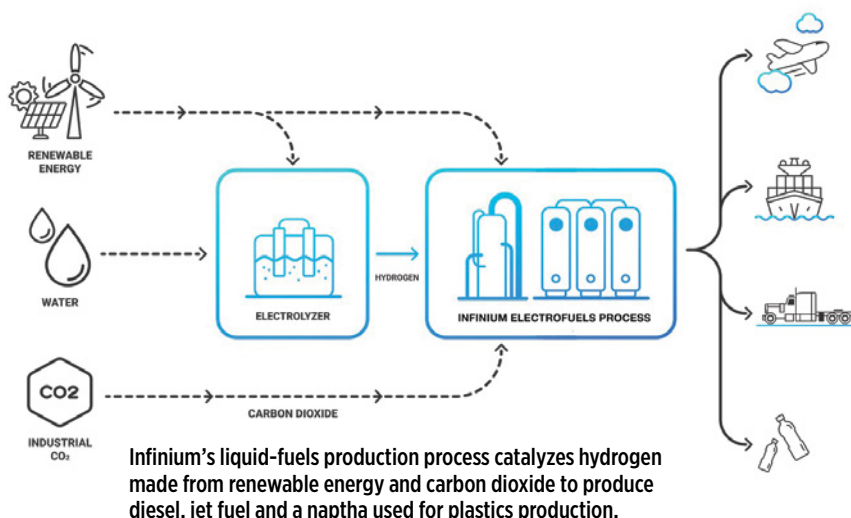 RENEWABLE
ENERGY
WATER
ELECTROLYZER
HYDROGEN
INFINIUM ELECTROFUELS PROCESS
CO2
INDUSTRIAL
CO₂
CARBON DIOXIDE
Infinium's liquid-fuels production process catalyzes hydrogen
made from renewable energy and carbon dioxide to produce
diesel, jet fuel and a naptha used for plastics production.